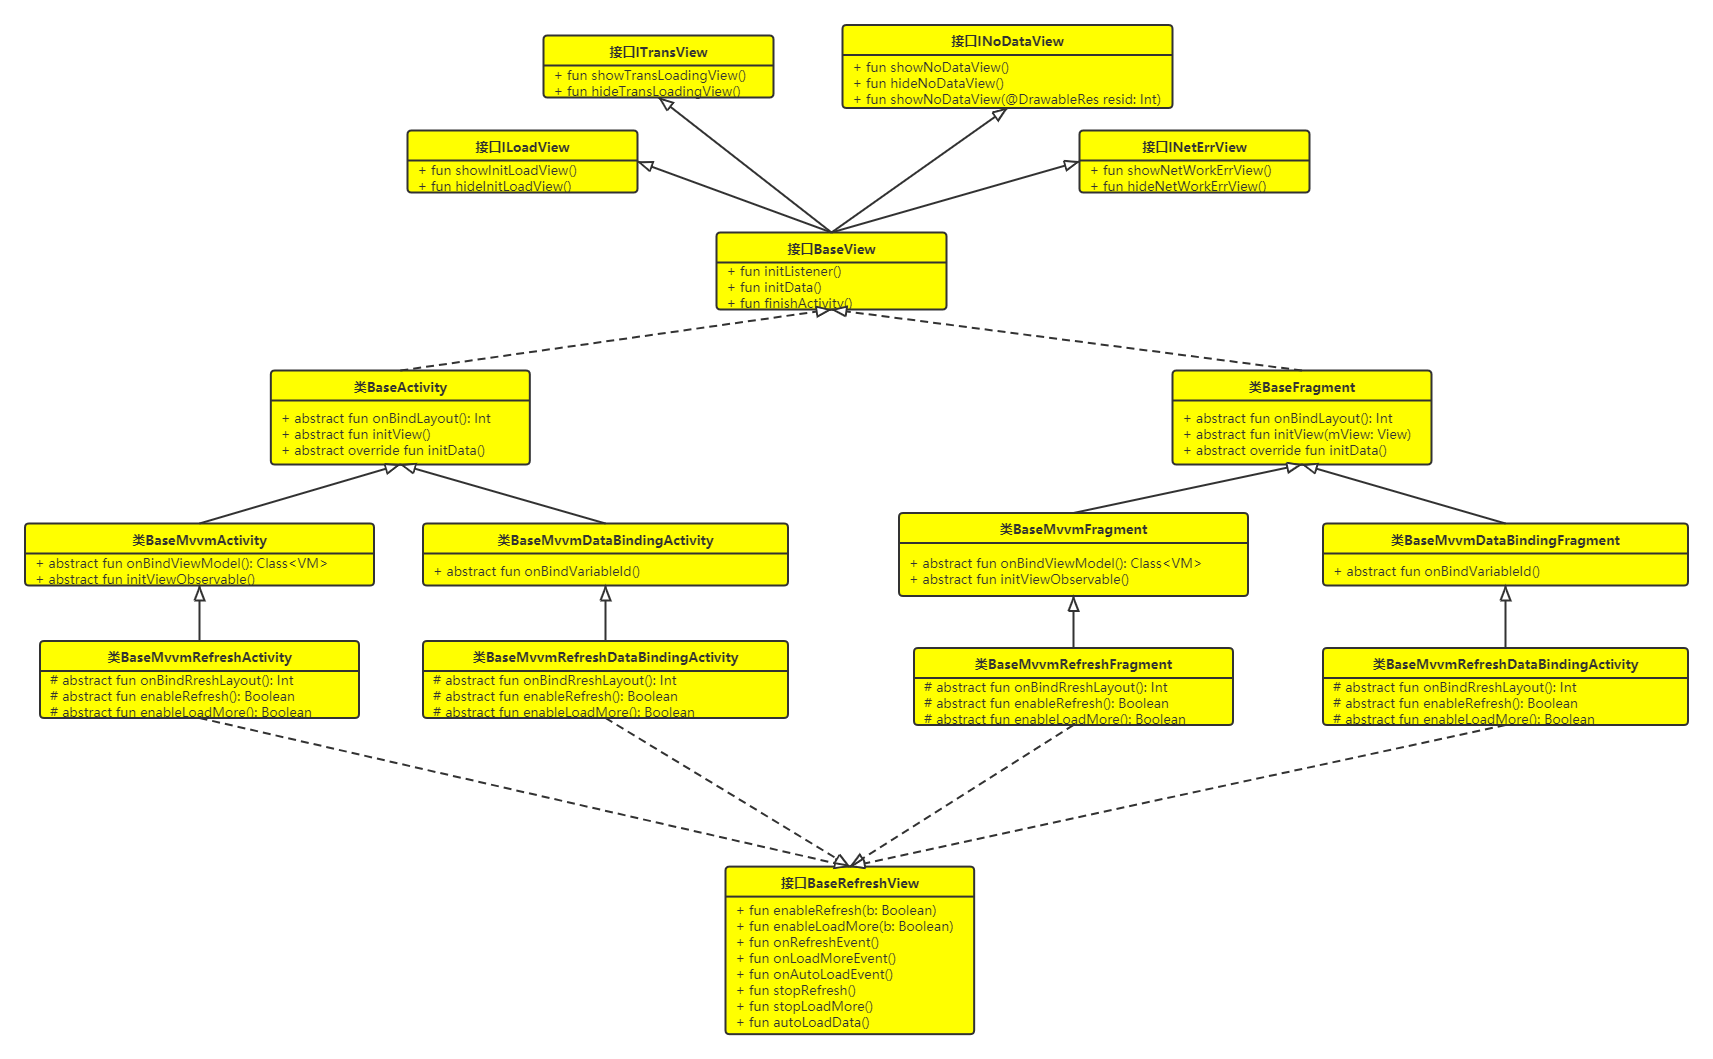 接口ITransView
+ fun showTransLoadingView()
+ fun hideTransLoadingView()
接口INoDataView
+ fun showNoDataView()
+ fun hideNoDataView()
+ fun showNoDataView(@DrawableRes resid: Int)
接口ILoadView
+ fun showInitLoadView()
+ fun hideInitLoadView()
接口INetErrView
+ fun showNetWorkErrView()
+ fun hideNetWorkErrView()
接口BaseView
+ fun initListener()
+ fun initData()
+ fun finishActivity()
类BaseActivity
+ abstract fun onBindLayout(): Int
+ abstract fun initView()
+ abstract override fun initData()
类BaseFragment
+ abstract fun onBindLayout(): Int
+ abstract fun initView(mView: View)
+ abstract override fun initData()
类BaseMvvmActivity
+ abstract fun onBindViewModel(): Class<VM>
+ abstract fun initViewObservable()
类BaseMvvmDataBindingActivity
+ abstract fun onBindVariableId()
类BaseMvvmFragment
+ abstract fun onBindViewModel(): Class<VM>
+ abstract fun initViewObservable()
类BaseMvvmDataBindingFragment
+ abstract fun onBindVariableId()
类BaseMvvmRefreshActivity
# abstract fun onBindRreshLayout(): Int
# abstract fun enableRefresh(): Boolean
# abstract fun enableLoadMore(): Boolean
类BaseMvvmRefreshDataBindingActivity
# abstract fun onBindRreshLayout(): Int
# abstract fun enableRefresh(): Boolean
# abstract fun enableLoadMore(): Boolean
类BaseMvvmRefreshFragment
# abstract fun onBindRreshLayout(): Int
# abstract fun enableRefresh(): Boolean
# abstract fun enableLoadMore(): Boolean
类BaseMvvmRefreshDataBindingActivity
# abstract fun onBindRreshLayout(): Int
# abstract fun enableRefresh(): Boolean
# abstract fun enableLoadMore(): Boolean
接口BaseRefreshView
+ fun enableRefresh(b: Boolean)
+ fun enableLoadMore(b: Boolean)
+ fun onRefreshEvent()
+ fun onLoadMoreEvent()
+ fun onAutoLoadEvent()
+ fun stopRefresh()
+ fun stopLoadMore()
+ fun autoLoadData()